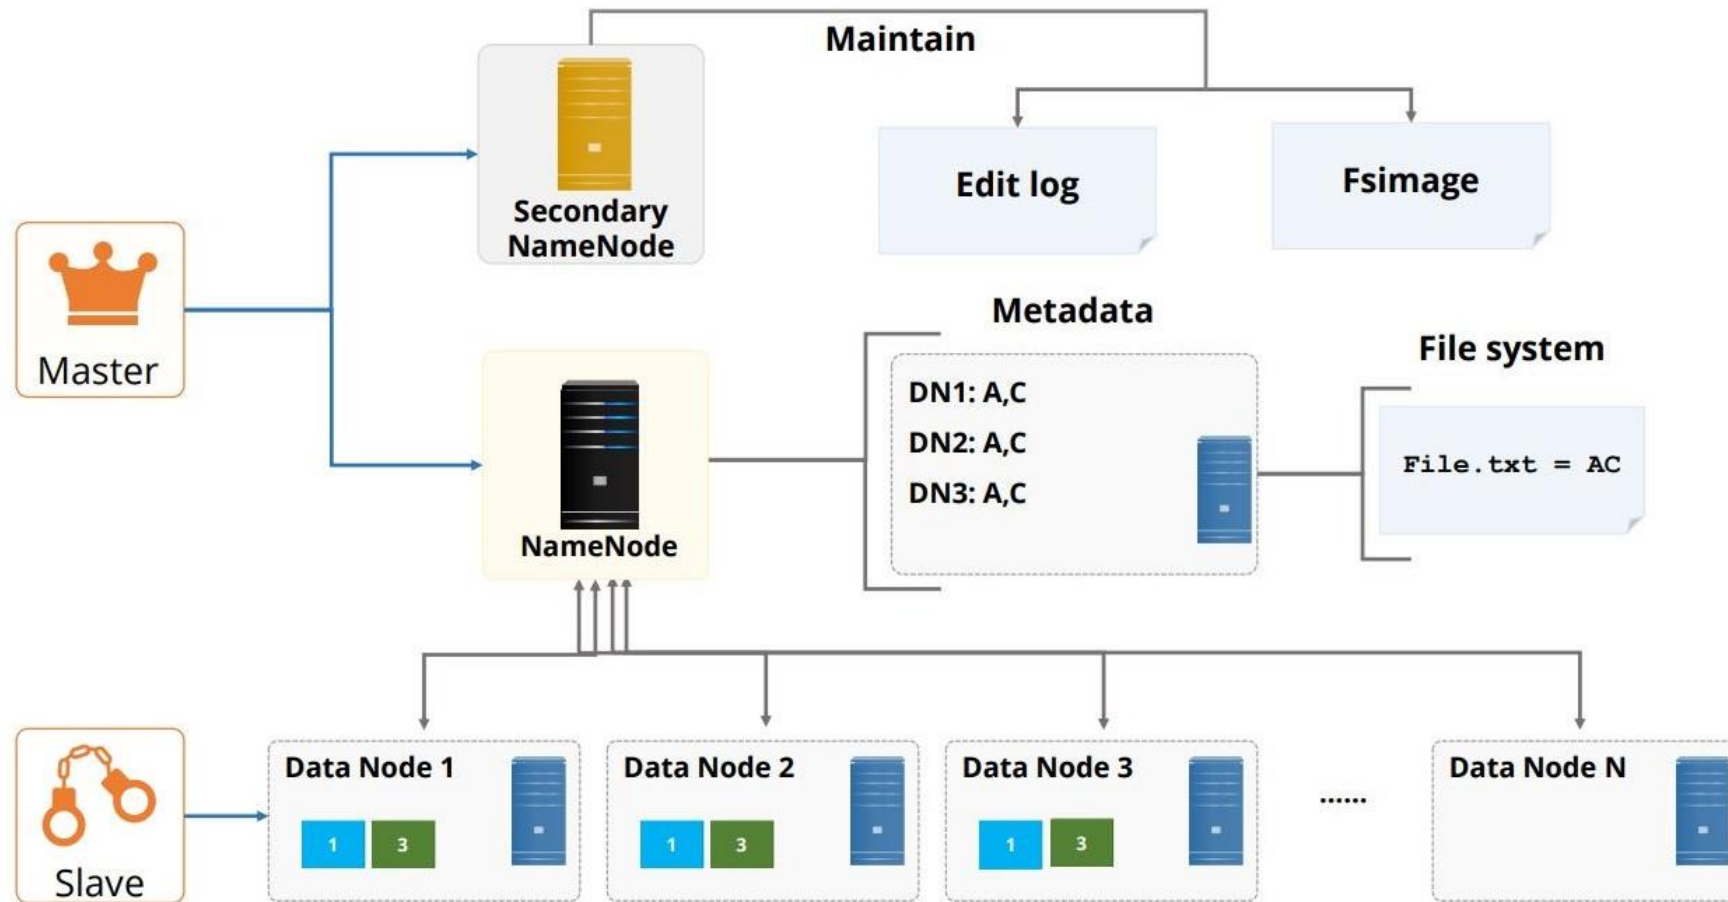 Maintain
Secondary
NameNode
Edit log
Fsimage
Master
Metadata
File system
DN1: A,C
DN2: A,C
DN3: A,C
File.txt = AC
NameNode
Data Node 1
Data Node 2
Data Node 3
Data Node N
......
1 3
1 3
1 3
Slave